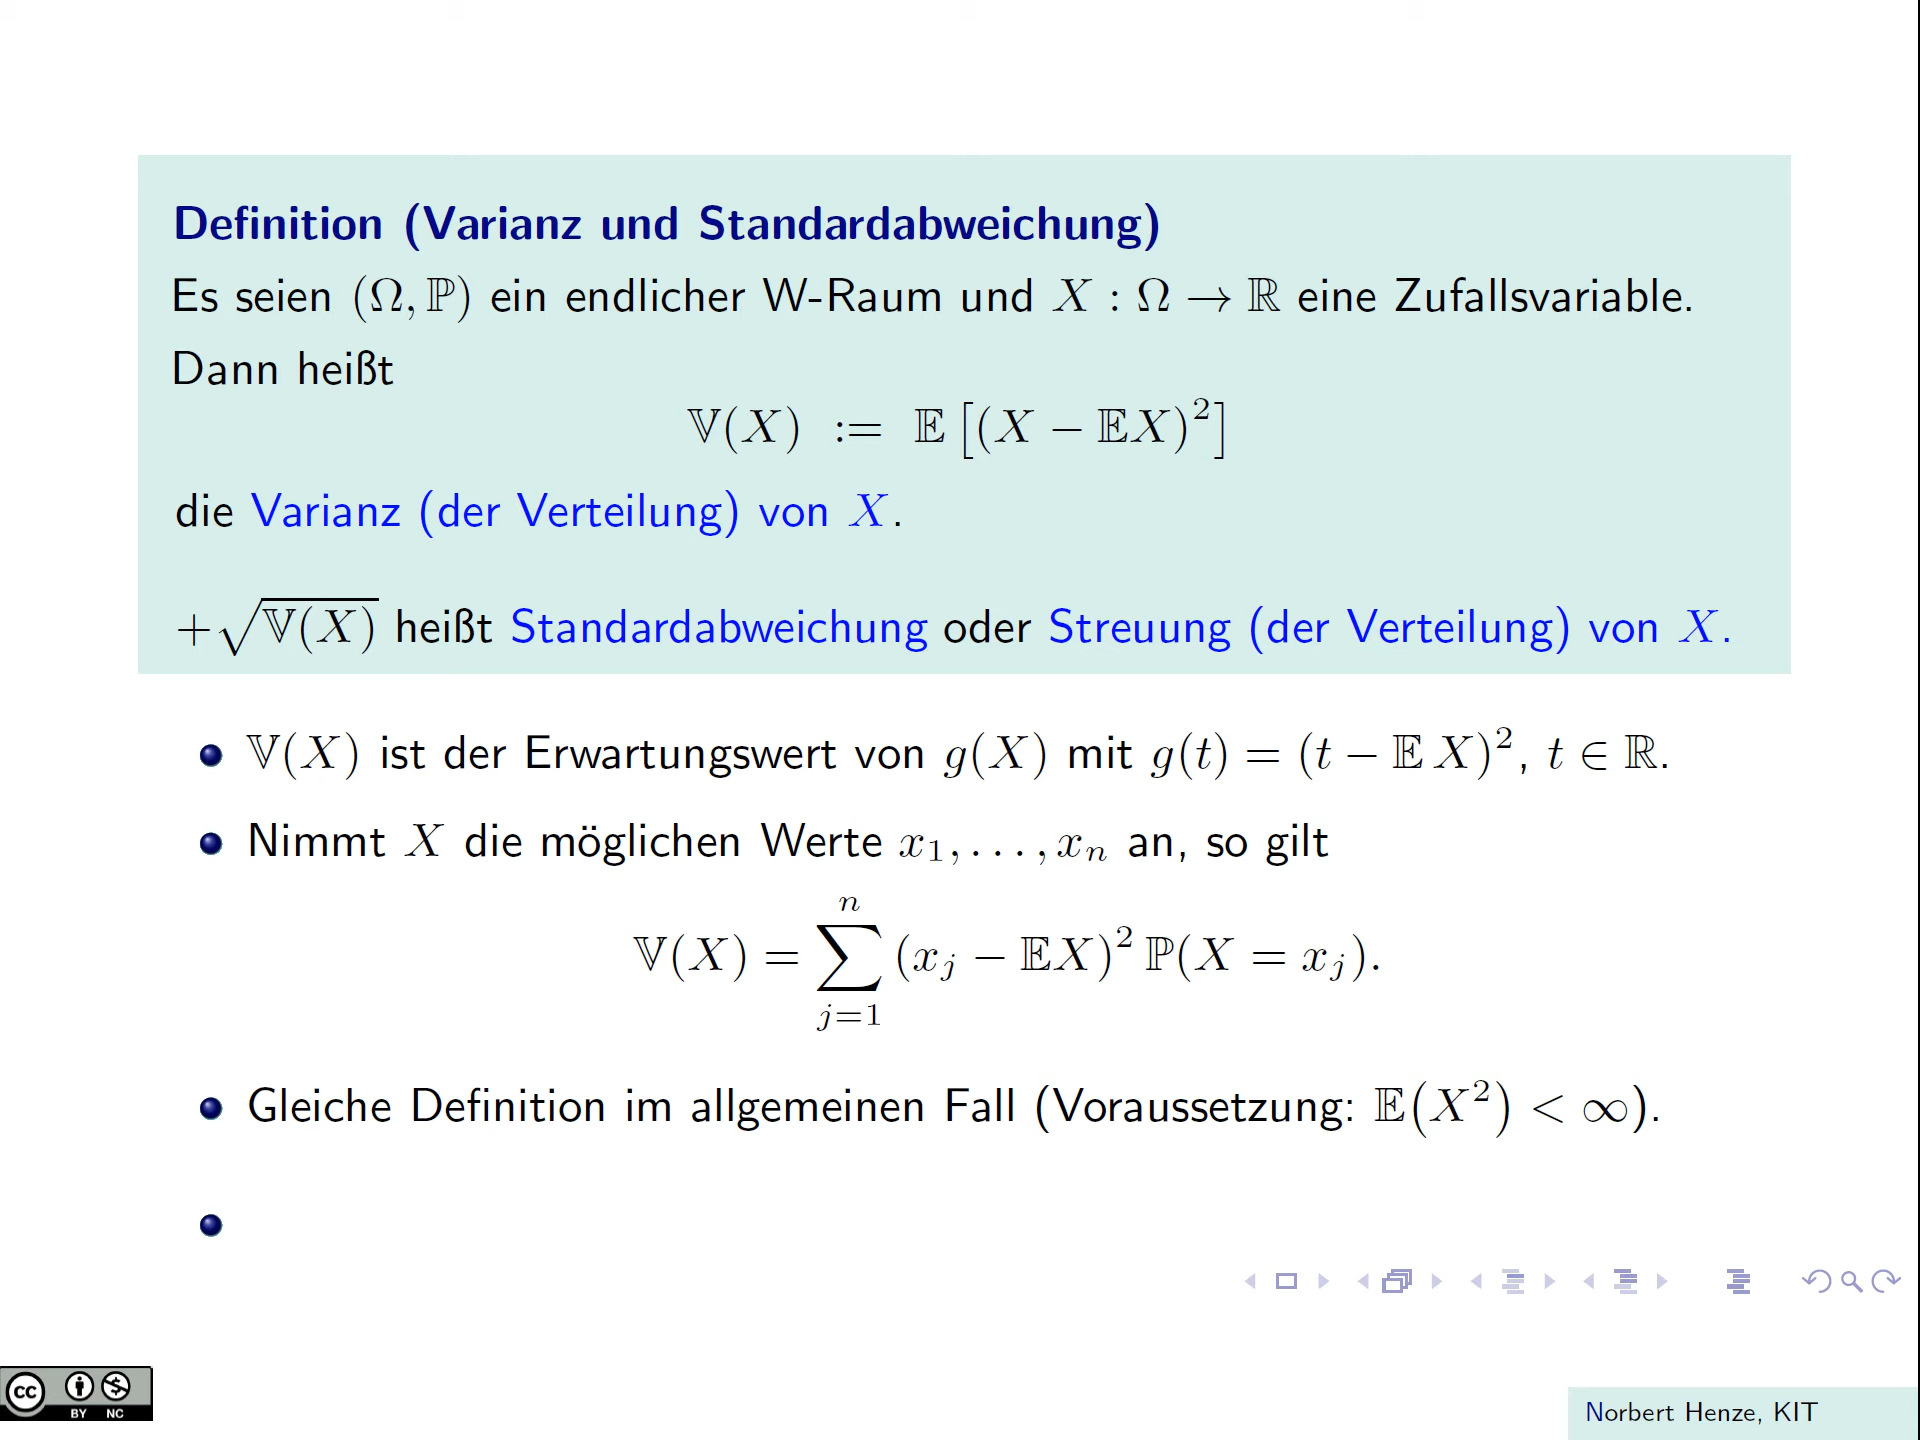 Definition (Varianz und Standardabweichung)
Es seien (Ω, ℙ) ein endlicher W-Raum und X : Ω → ℝ eine Zufallsvariable.
Dann heißt
𝕍(X) := 𝔼 [(X − 𝔼X)²]
die Varianz (der Verteilung) von X.
+√𝕍(X) heißt Standardabweichung oder Streuung (der Verteilung) von X.
𝕍(X) ist der Erwartungswert von g(X) mit g(t) = (t − 𝔼 X)², t ∈ ℝ.
Nimmt X die möglichen Werte x₁, . . . , xₙ an, so gilt
𝕍(X) = ∑_{j=1}^{n} (x_j − 𝔼X)² ℙ(X = x_j).
Gleiche Definition im allgemeinen Fall (Voraussetzung: 𝔼(X²) < ∞).
cc BY NC
Norbert Henze, KIT